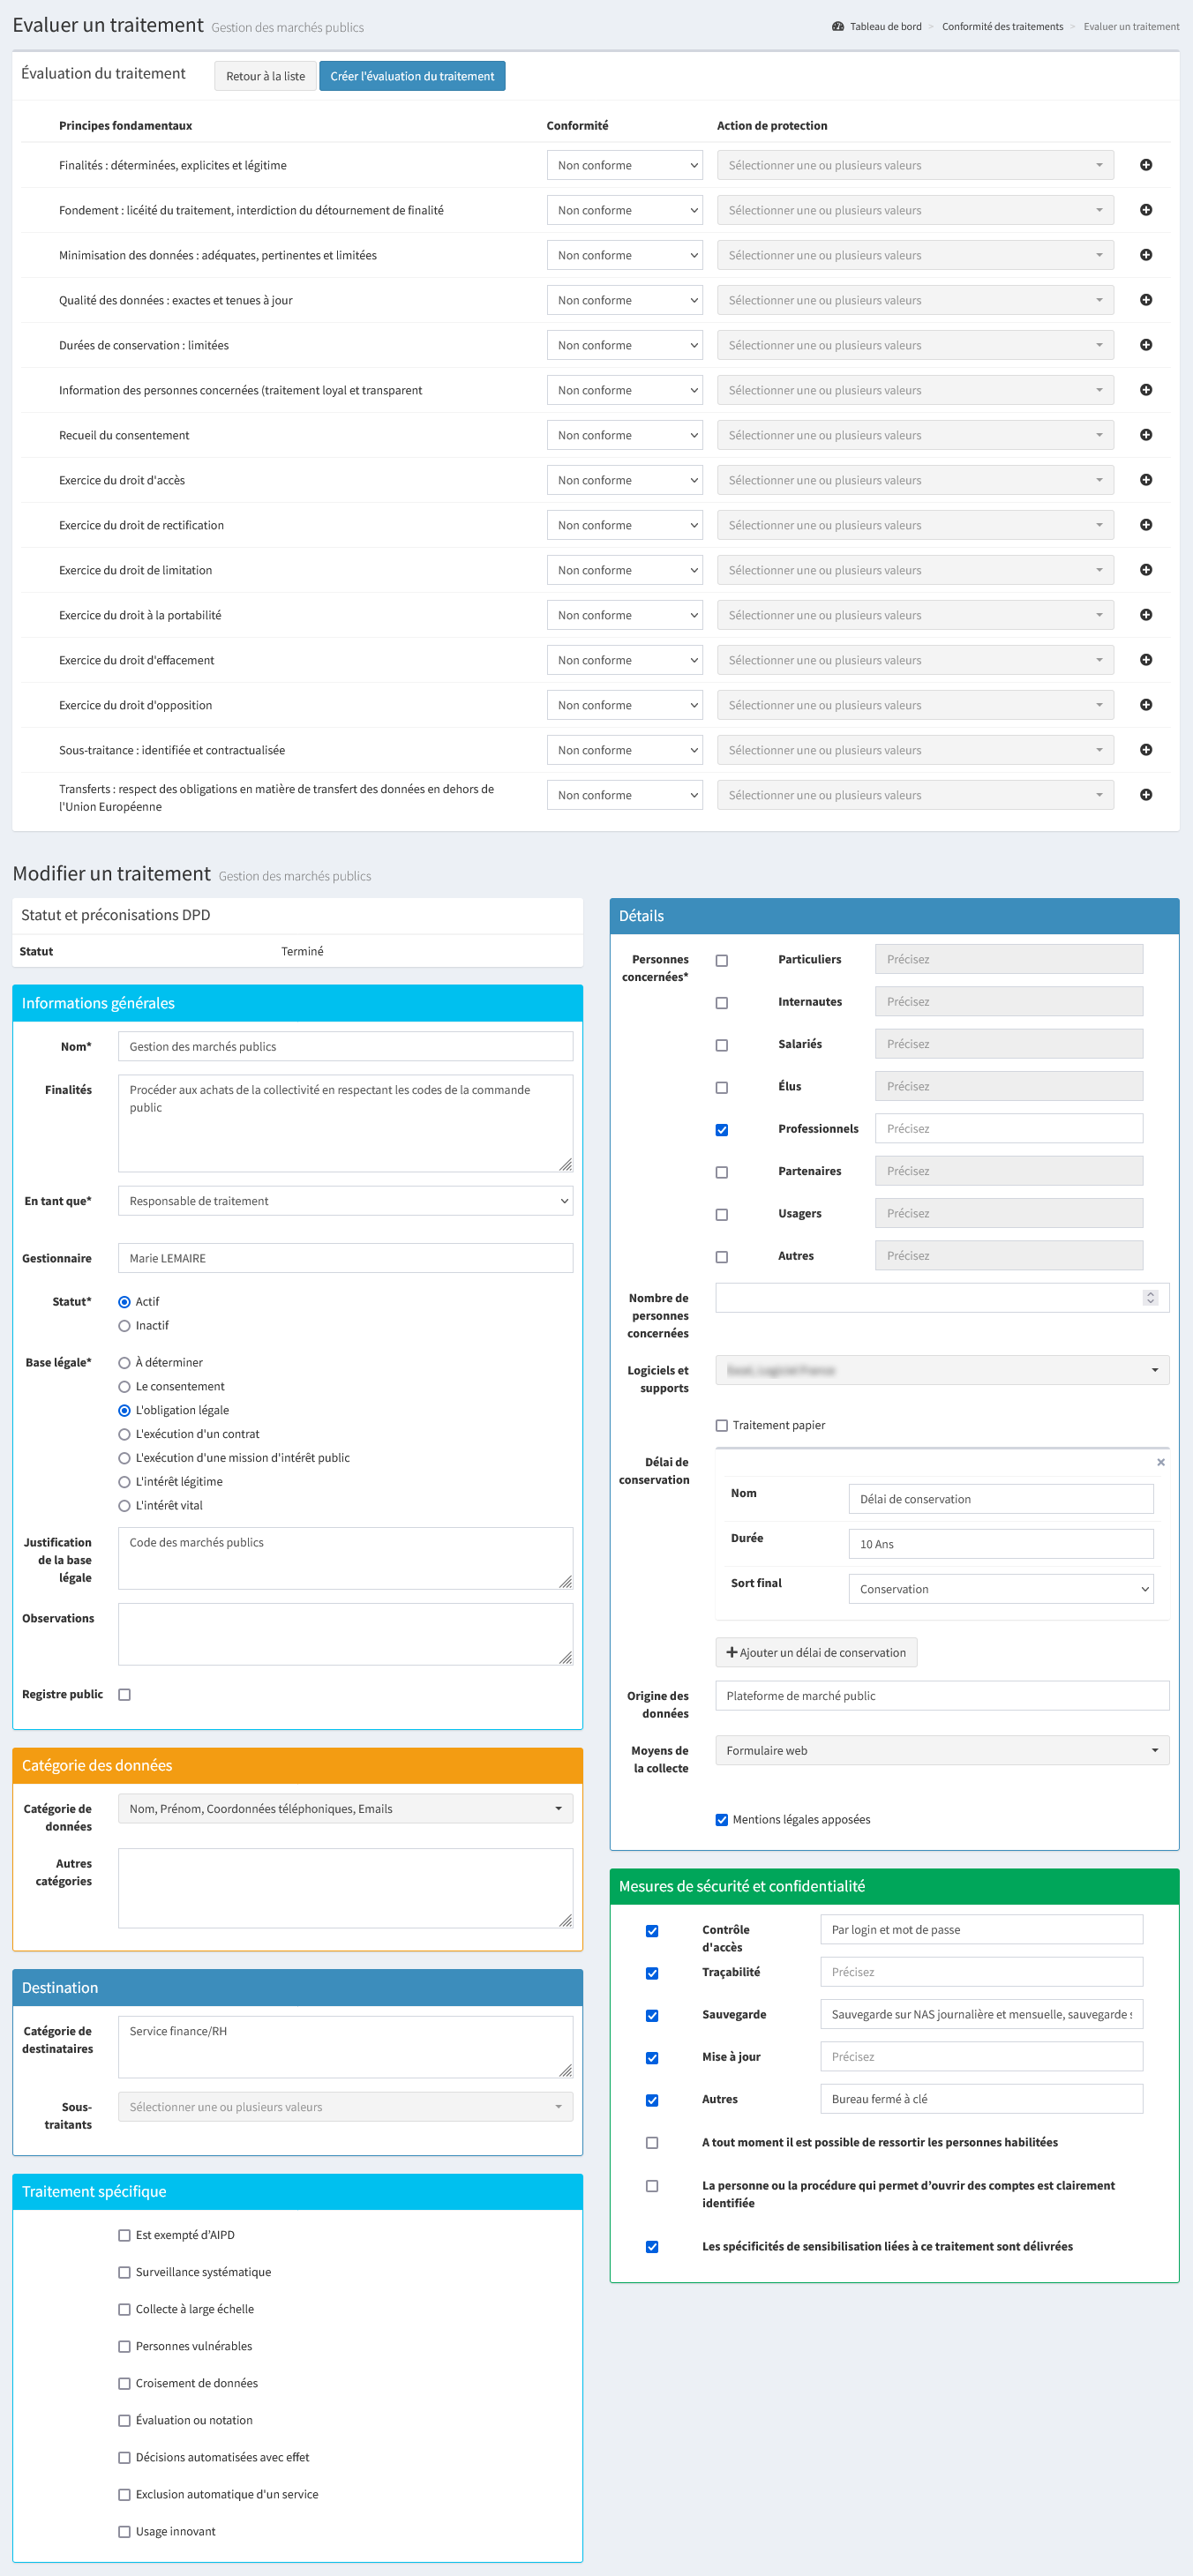 Evaluer un traitement Gestion des marchés publics
Tableau de bord > Conformité des traitements > Evaluer un traitement
Évaluation du traitement Retour à la liste Créer l'évaluation du traitement
Principes fondamentaux Conformité Action de protection
Finalités : déterminées, explicites et légitime Non conforme Sélectionner une ou plusieurs valeurs
Fondement : licéité du traitement, interdiction du détournement de finalité Non conforme Sélectionner une ou plusieurs valeurs
Minimisation des données : adéquates, pertinentes et limitées Non conforme Sélectionner une ou plusieurs valeurs
Qualité des données : exactes et tenues à jour Non conforme Sélectionner une ou plusieurs valeurs
Durées de conservation : limitées Non conforme Sélectionner une ou plusieurs valeurs
Information des personnes concernées (traitement loyal et transparent Non conforme Sélectionner une ou plusieurs valeurs
Recueil du consentement Non conforme Sélectionner une ou plusieurs valeurs
Exercice du droit d'accès Non conforme Sélectionner une ou plusieurs valeurs
Exercice du droit de rectification Non conforme Sélectionner une ou plusieurs valeurs
Exercice du droit de limitation Non conforme Sélectionner une ou plusieurs valeurs
Exercice du droit à la portabilité Non conforme Sélectionner une ou plusieurs valeurs
Exercice du droit d'effacement Non conforme Sélectionner une ou plusieurs valeurs
Exercice du droit d'opposition Non conforme Sélectionner une ou plusieurs valeurs
Sous-traitance : identifiée et contractualisée Non conforme Sélectionner une ou plusieurs valeurs
Transferts : respect des obligations en matière de transfert des données en dehors de
l'Union Européenne Non conforme Sélectionner une ou plusieurs valeurs
Modifier un traitement Gestion des marchés publics
Statut et préconisations DPD
Statut Terminé
Informations générales
Nom* Gestion des marchés publics
Finalités Procéder aux achats de la collectivité en respectant les codes de la commande
public
En tant que* Responsable de traitement
Gestionnaire Marie LEMAIRE
Statut* Actif
Inactif
Base légale* À déterminer
Le consentement
L'obligation légale
L'exécution d'un contrat
L'exécution d'une mission d'intérêt public
L'intérêt légitime
L'intérêt vital
Justification Code des marchés publics
de la base
légale
Observations
Registre public
Catégorie des données
Catégorie de Nom, Prénom, Coordonnées téléphoniques, Emails
données
Autres
catégories
Destination
Catégorie de Service finance/RH
destinataires
Sous- Sélectionner une ou plusieurs valeurs
traitants
Traitement spécifique
Est exempté d’AIPD
Surveillance systématique
Collecte à large échelle
Personnes vulnérables
Croisement de données
Évaluation ou notation
Décisions automatisées avec effet
Exclusion automatique d'un service
Usage innovant
Détails
Personnes Particuliers Précisez
concernées*
Internautes Précisez
Salariés Précisez
Élus Précisez
Professionnels Précisez
Partenaires Précisez
Usagers Précisez
Autres Précisez
Nombre de
personnes
concernées
Logiciels et
supports
Traitement papier
Délai de ×
conservation
Nom Délai de conservation
Durée 10 Ans
Sort final Conservation
+ Ajouter un délai de conservation
Origine des Plateforme de marché public
données
Moyens de Formulaire web
la collecte
Mentions légales apposées
Mesures de sécurité et confidentialité
Contrôle Par login et mot de passe
d'accès
Traçabilité Précisez
Sauvegarde Sauvegarde sur NAS journalière et mensuelle, sauvegarde
Mise à jour Précisez
Autres Bureau fermé à clé
A tout moment il est possible de ressortir les personnes habilitées
La personne ou la procédure qui permet d’ouvrir des comptes est clairement
identifiée
Les spécificités de sensibilisation liées à ce traitement sont délivrées